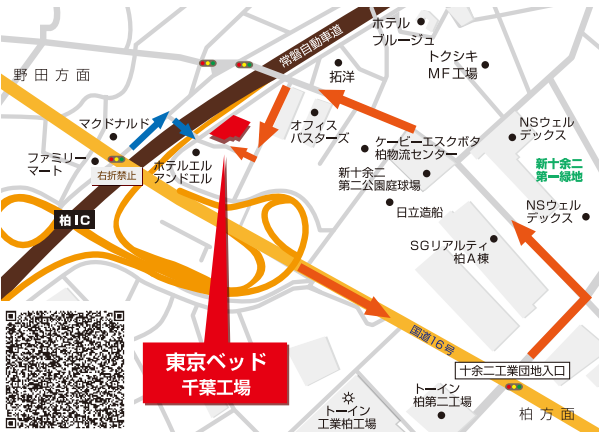 ホテル
ブルージュ
常磐自動車道
トクシキ
MF工場
拓洋
野田方面
マクドナルド
オフィス
バスターズ
NSウェル
デックス
ケービーエスクボタ
柏物流センター
ファミリー
マート
右折禁止
ホテルエル
アンドエル
新十余二
第二公園庭球場
新十余二
第一緑地
NSウェル
デックス
柏IC
日立造船
SGリアルティ
柏A棟
国道16号
東京ベッド
千葉工場
十余二工業団地入口
トーイン
工業柏工場
トーイン
柏第二工場
柏方面